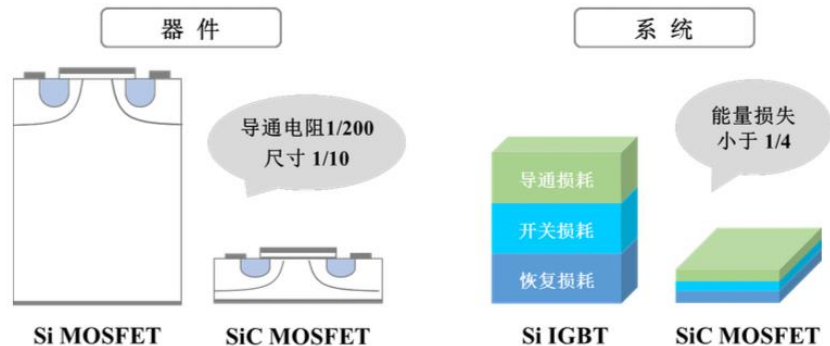 器 件
系 统
导通电阻1/200
尺寸 1/10
能量损失
小于 1/4
导通损耗
开关损耗
恢复损耗
Si MOSFET
SiC MOSFET
Si IGBT
SiC MOSFET